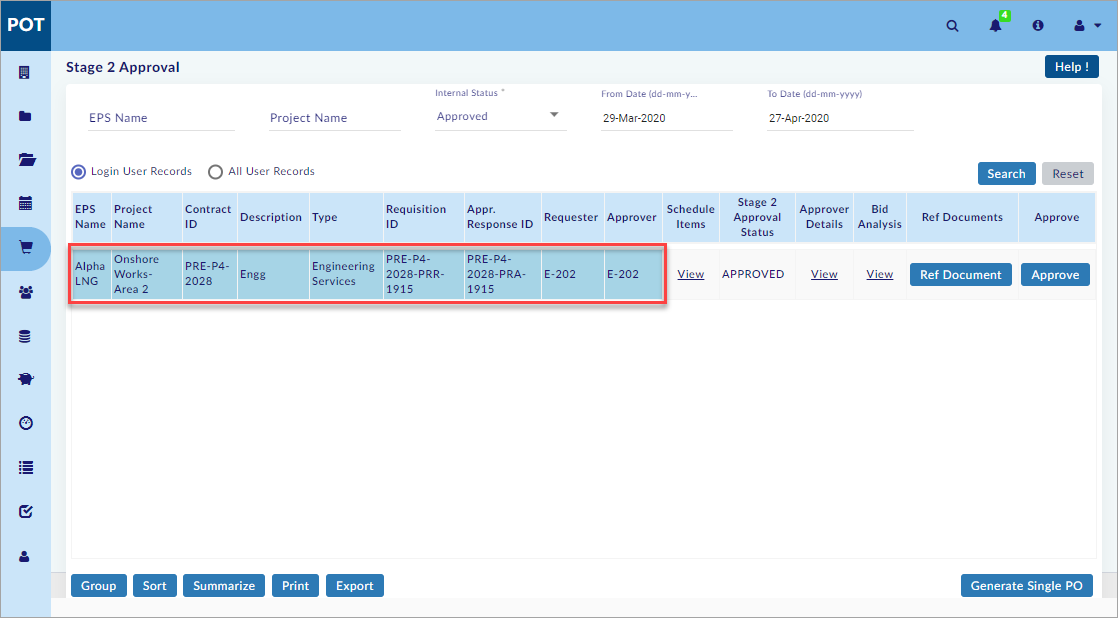 POT
4
Stage 2 Approval
Help !
Internal Status *
From Date (dd-mm-y...
To Date (dd-mm-yyyy)
EPS Name
Project Name
Approved
29-Mar-2020
27-Apr-2020
Login User Records
All User Records
Search
Reset
EPS
Name
Project
Name
Contract
ID
Description
Type
Requisition
ID
Appr.
Response ID
Requester
Approver
Schedule
Items
Stage 2
Approval
Status
Approver
Details
Bid
Analysis
Ref Documents
Approve
Alpha
LNG
Onshore
Works-
Area 2
PRE-P4-
2028
Engg
Engineering
Services
PRE-P4-
2028-PRR-
1915
PRE-P4-
2028-PRA-
1915
E-202
E-202
View
APPROVED
View
View
Ref Document
Approve
Group
Sort
Summarize
Print
Export
Generate Single PO